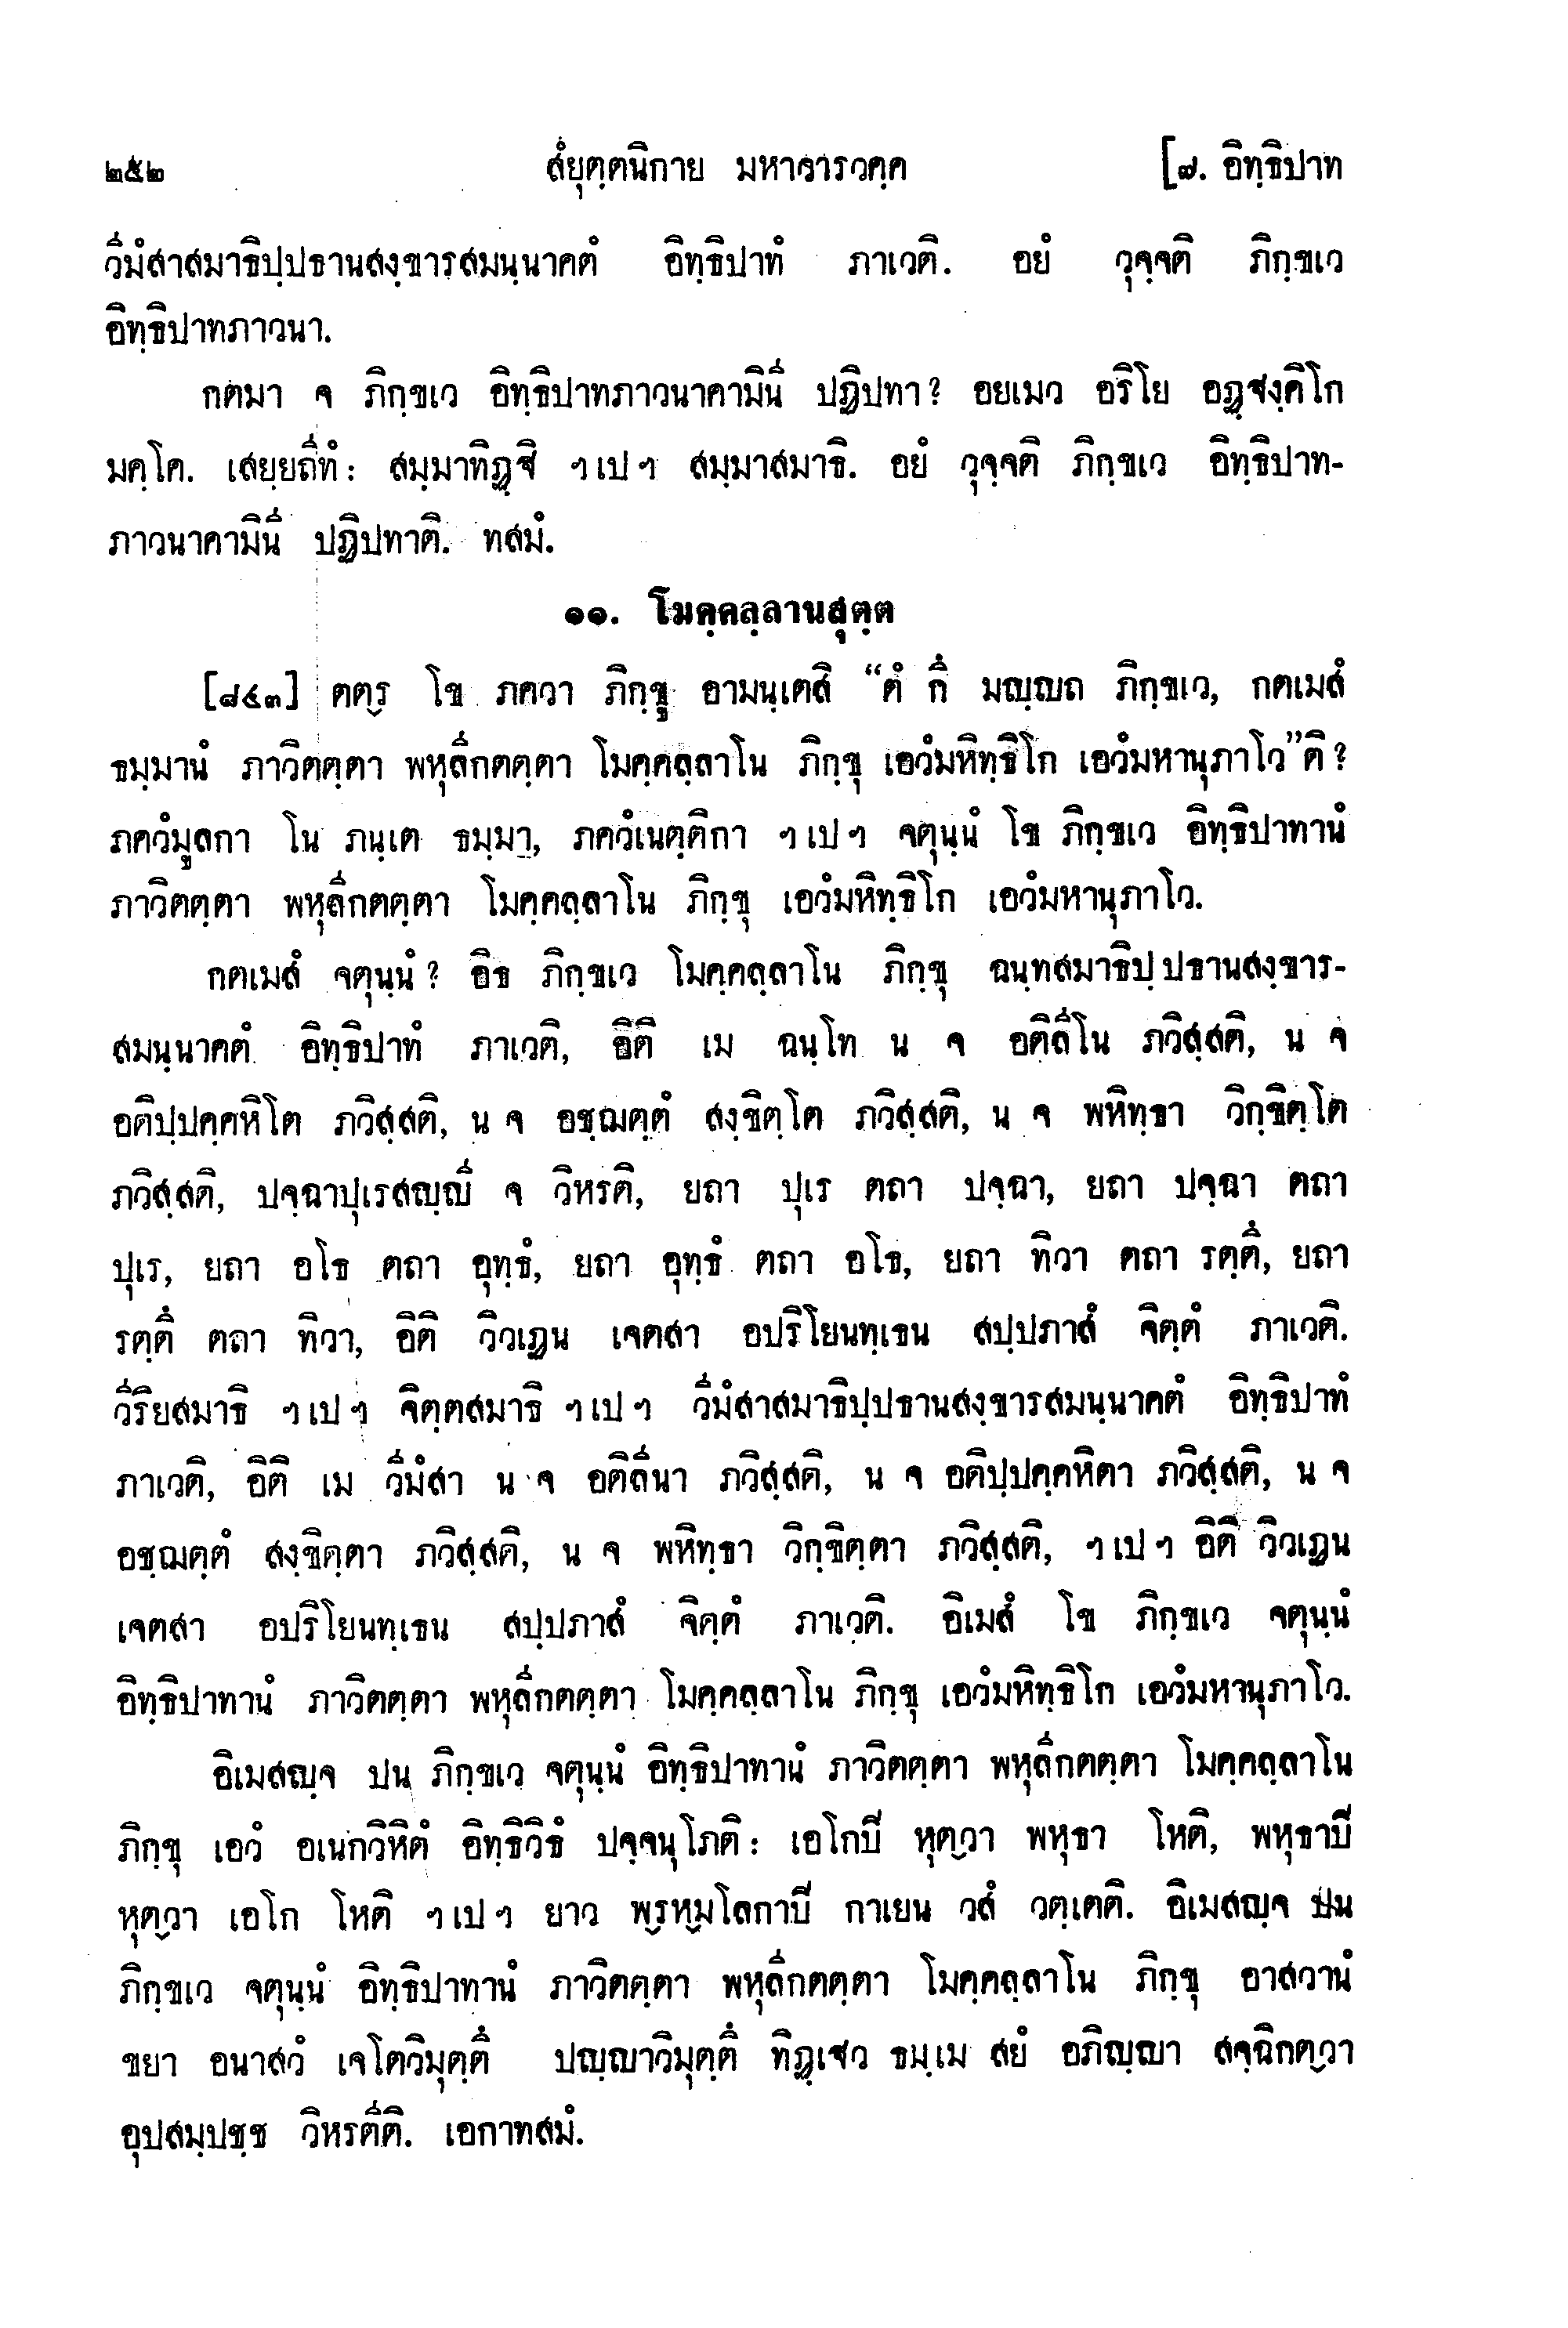 ๒๕๒ สํยุตฺตนิกาย มหาวารวคฺค [๗. อิทฺธิปาท
วีมํสาสมาธิปฺปธานสงฺขารสมนฺนาคตํ อิทฺธิปาทํ ภาเวติ. อยํ วุจฺจติ ภิกฺขเว
อิทฺธิปาทภาวนา.
กตมา จ ภิกฺขเว อิทฺธิปาทภาวนาคามินี ปฏิปทา? อยเมว อริโย อฏฺฐงฺคิโก
มคฺโค. เสยฺยถีทํ: สมฺมาทิฏฺฐิ ฯเปฯ สมฺมาสมาธิ. อยํ วุจฺจติ ภิกฺขเว อิทฺธิปาท-
ภาวนาคามินี ปฏิปทาติ. ทสมํ.
๑๑. โมคฺคลฺลานสุตฺต
[๘๔๓] ตตฺร โข ภควา ภิกฺขู อามนฺเตสิ “ตํ กึ มญฺญถ ภิกฺขเว, กตเมสํ
ธมฺมานํ ภาวิตตฺตา พหุลีกตตฺตา โมคฺคลฺลาโน ภิกฺขุ เอวํมหิทฺธิโก เอวํมหานุภาโว”ติ?
ภควํมูลกา โน ภนฺเต ธมฺมา, ภควํเนตฺติกา ฯเปฯ จตุนฺนํ โข ภิกฺขเว อิทฺธิปาทานํ
ภาวิตตฺตา พหุลีกตตฺตา โมคฺคลฺลาโน ภิกฺขุ เอวํมหิทฺธิโก เอวํมหานุภาโว.
กตเมสํ จตุนฺนํ? อิธ ภิกฺขเว โมคฺคลฺลาโน ภิกฺขุ ฉนฺทสมาธิปฺปธานสงฺขาร-
สมนฺนาคตํ อิทฺธิปาทํ ภาเวติ, อิติ เม ฉนฺโท น จ อติลีโน ภวิสฺสติ, น จ
อติปฺปคฺคหิโต ภวิสฺสติ, น จ อชฺฌตฺตํ สงฺขิตฺโต ภวิสฺสติ, น จ พหิทฺธา วิกฺขิตฺโต
ภวิสฺสติ, ปจฺฉาปุเรสญฺญี จ วิหรติ, ยถา ปุเร ตถา ปจฺฉา, ยถา ปจฺฉา ตถา
ปุเร, ยถา อโธ ตถา อุทฺธํ, ยถา อุทฺธํ ตถา อโธ, ยถา ทิวา ตถา รตฺตึ, ยถา
รตฺตึ ตถา ทิวา, อิติ วิวเฏน เจตสา อปริโยนทฺเธน สปฺปภาสํ จิตฺตํ ภาเวติ.
วีริยสมาธิ ฯเปฯ จิตฺตสมาธิ ฯเปฯ วีมํสาสมาธิปฺปธานสงฺขารสมนฺนาคตํ อิทฺธิปาทํ
ภาเวติ, อิติ เม วีมํสา น จ อติลีนา ภวิสฺสติ, น จ อติปฺปคฺคหิตา ภวิสฺสติ, น จ
อชฺฌตฺตํ สงฺขิตฺตา ภวิสฺสติ, น จ พหิทฺธา วิกฺขิตฺตา ภวิสฺสติ, ฯเปฯ อิติ วิวเฏน
เจตสา อปริโยนทฺเธน สปฺปภาสํ จิตฺตํ ภาเวติ. อิเมสํ โข ภิกฺขเว จตุนฺนํ
อิทฺธิปาทานํ ภาวิตตฺตา พหุลีกตตฺตา โมคฺคลฺลาโน ภิกฺขุ เอวํมหิทฺธิโก เอวํมหานุภาโว.
อิเมสญฺจ ปน ภิกฺขเว จตุนฺนํ อิทฺธิปาทานํ ภาวิตตฺตา พหุลีกตตฺตา โมคฺคลฺลาโน
ภิกฺขุ เอวํ อเนกวิหิตํ อิทฺธิวิธํ ปจฺจนุโภติ: เอโกปิ หุตฺวา พหุธา โหติ, พหุธาปิ
หุตฺวา เอโก โหติ ฯเปฯ ยาว พฺรหฺมโลกาปิ กาเยน วสํ วตฺเตติ. อิเมสญฺจ ปน
ภิกฺขเว จตุนฺนํ อิทฺธิปาทานํ ภาวิตตฺตา พหุลีกตตฺตา โมคฺคลฺลาโน ภิกฺขุ อาสวานํ
ขยา อนาสวํ เจโตวิมุตฺตึ ปญฺญาวิมุตฺตึ ทิฏฺเฐว ธมฺเม สยํ อภิญฺญา สจฺฉิกตฺวา
อุปสมฺปชฺช วิหรตีติ. เอกาทสมํ.